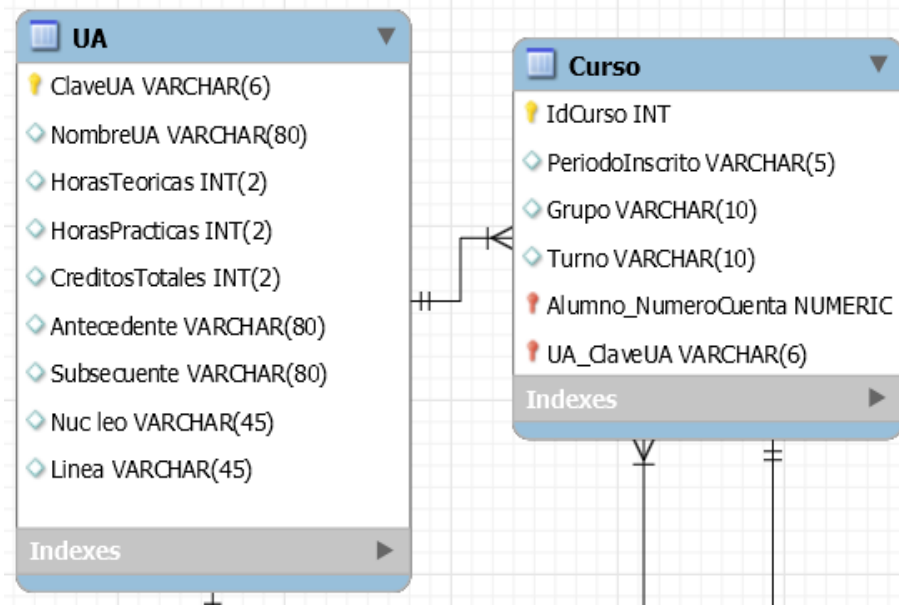 UA
ClaveUA VARCHAR(6)
NombreUA VARCHAR(80)
HorasTeoricas INT(2)
HorasPracticas INT(2)
CreditosTotales INT(2)
Antecedente VARCHAR(80)
Subsecuente VARCHAR(80)
Nuc leo VARCHAR(45)
Linea VARCHAR(45)
Indexes
Curso
IdCurso INT
PeriodoInscrito VARCHAR(5)
Grupo VARCHAR(10)
Turno VARCHAR(10)
Alumno_NumeroCuenta NUMERIC
UA_ClaveUA VARCHAR(6)
Indexes